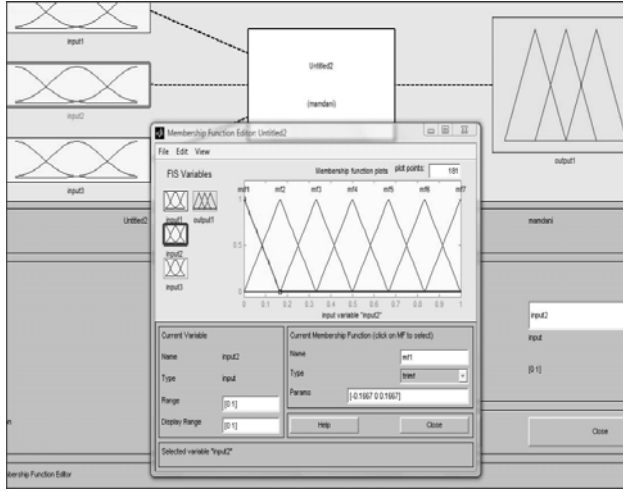 input1
Untitled2
input2
(mamdani)
output1
input3
Membership Function Editor: Untitled2
File Edit View
FIS Variables
Membership function plots plot points: 181
mf1 mf2 mf3 mf4 mf5 mf6 mf7
1
0.5
0
0 0.1 0.2 0.3 0.4 0.5 0.6 0.7 0.8 0.9 1
input variable "input2"
input1 output1
input2
input3
Untitled2
mamdani
Current Variable
Name input2
Type input
Range [0 1]
Display Range [0 1]
Current Membership Function (click on MF to select)
Name mf1
Type trimf
Params [-0.1667 0 0.1667]
Help Close
Selected variable "input2"
input2
input
[0 1]
Close
bership Function Editor